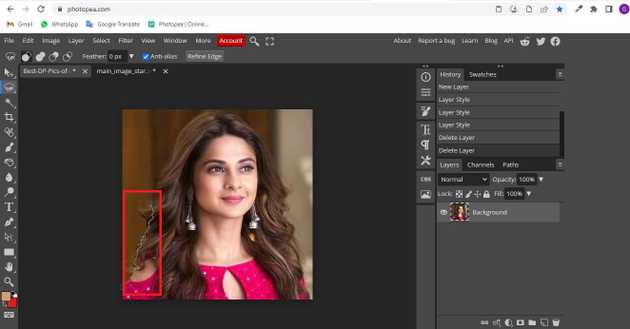 photopea.com
Gmail WhatsApp Google Translate Photopea | Online...
File Edit Image Layer Select Filter View Window More Account About Report a bug Learn Blog API
Feather: 0 px Anti-alias Refine Edge
Best-DP-Pics-of- * main_image_star. *
History Swatches
New Layer
Layer Style
Layer Style
Layer Style
Delete Layer
Delete Layer
Layers Channels Paths
Normal Opacity: 100%
Lock: Fill: 100%
Background
CSS